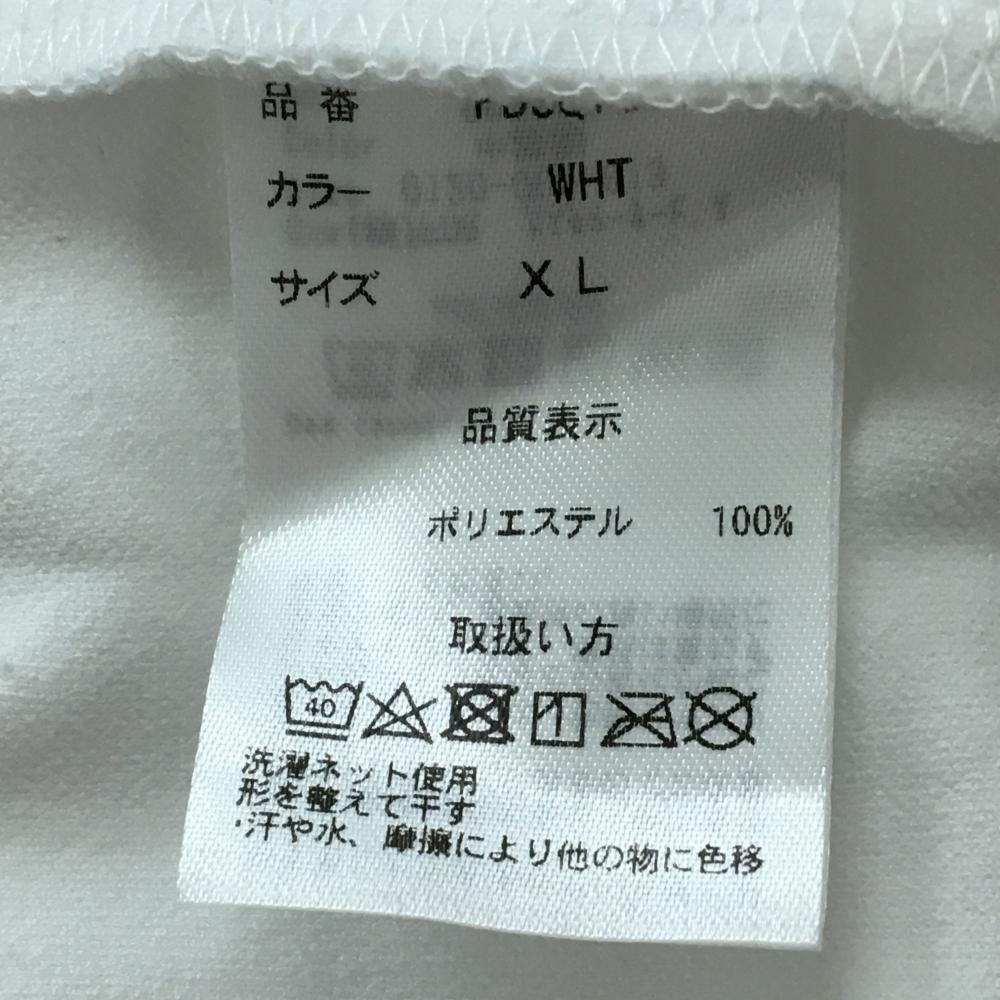 品番
カラー WHT
サイズ XL
品質表示
ポリエステル 100%
取扱い方
40
洗濯ネット使用
形を整えて干す
・汗や水、摩擦により他の物に色移